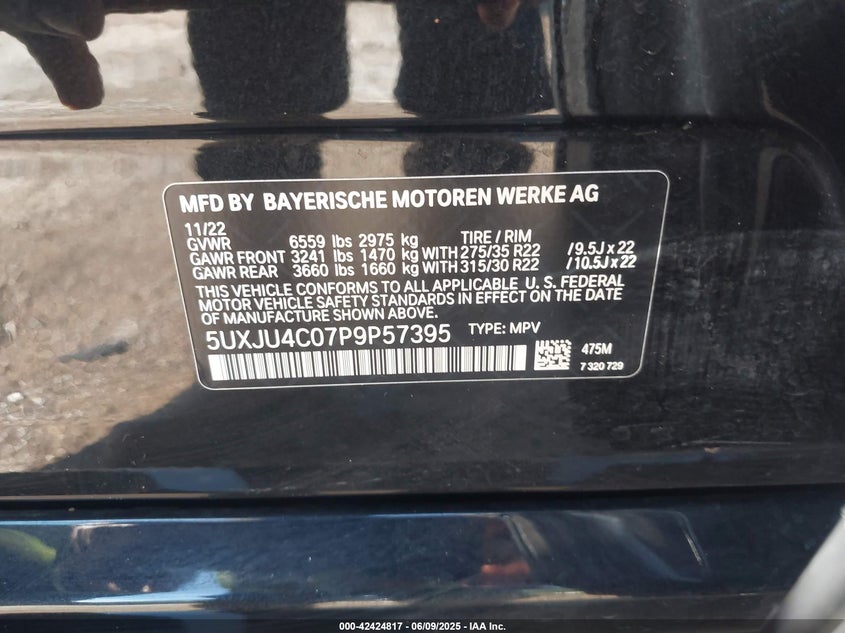 MFD BY BAYERISCHE MOTOREN WERKE AG
11/22
GVWR 6559 lbs 2975 kg TIRE / RIM
GAWR FRONT 3241 lbs 1470 kg WITH 275/35 R22 /9.5J x 22
GAWR REAR 3660 lbs 1660 kg WITH 315/30 R22 /10.5J x 22
THIS VEHICLE CONFORMS TO ALL APPLICABLE U. S. FEDERAL
MOTOR VEHICLE SAFETY STANDARDS IN EFFECT ON THE DATE
OF MANUFACTURE SHOWN ABOVE.
5UXJU4C07P9P57395 TYPE: MPV
475M
7 320 729
000-42424817 - 06/09/2025 - IAA Inc.